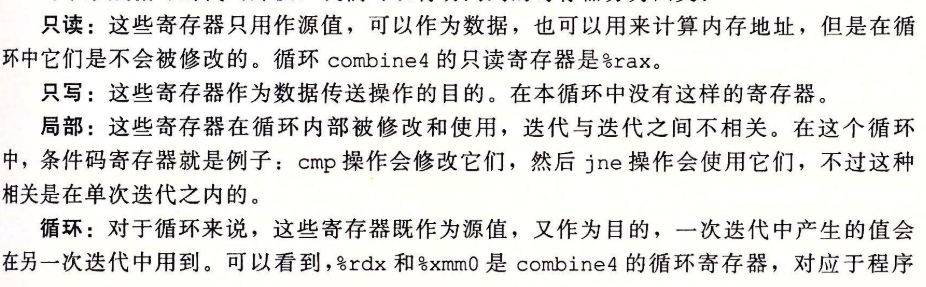 只读：这些寄存器只用作源值，可以作为数据，也可以用来计算内存地址，但是在循
环中它们是不会被修改的。循环 combine4 的只读寄存器是%rax。
只写：这些寄存器作为数据传送操作的目的。在本循环中没有这样的寄存器。
局部：这些寄存器在循环内部被修改和使用，迭代与迭代之间不相关。在这个循环
中，条件码寄存器就是例子：cmp 操作会修改它们，然后 jne 操作会使用它们，不过这种
相关是在单次迭代之内的。
循环：对于循环来说，这些寄存器既作为源值，又作为目的，一次迭代中产生的值会
在另一次迭代中用到。可以看到，%rdx 和%xmm0 是 combine4 的循环寄存器，对应于程序